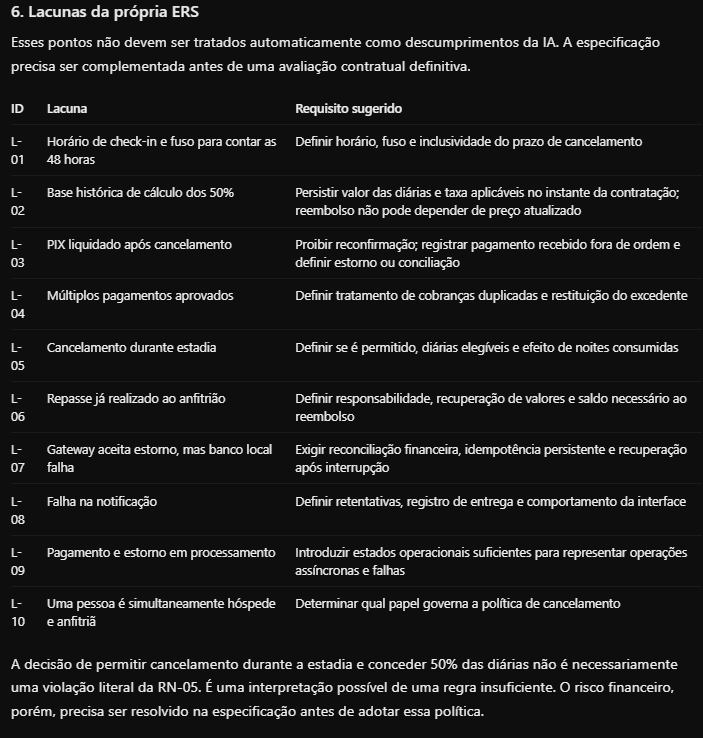 6. Lacunas da própria ERS
Esses pontos não devem ser tratados automaticamente como descumprimentos da IA. A especificação
precisa ser complementada antes de uma avaliação contratual definitiva.
ID Lacuna Requisito sugerido
L-01 Horário de check-in e fuso para contar as 48 horas Definir horário, fuso e inclusividade do prazo de cancelamento
L-02 Base histórica de cálculo dos 50% Persistir valor das diárias e taxa aplicáveis no instante da contratação; reembolso não pode depender de preço atualizado
L-03 PIX liquidado após cancelamento Proibir reconfirmação; registrar pagamento recebido fora de ordem e definir estorno ou conciliação
L-04 Múltiplos pagamentos aprovados Definir tratamento de cobranças duplicadas e restituição do excedente
L-05 Cancelamento durante estadia Definir se é permitido, diárias elegíveis e efeito de noites consumidas
L-06 Repasse já realizado ao anfitrião Definir responsabilidade, recuperação de valores e saldo necessário ao reembolso
L-07 Gateway aceita estorno, mas banco local falha Exigir reconciliação financeira, idempotência persistente e recuperação após interrupção
L-08 Falha na notificação Definir retentativas, registro de entrega e comportamento da interface
L-09 Pagamento e estorno em processamento Introduzir estados operacionais suficientes para representar operações assíncronas e falhas
L-10 Uma pessoa é simultaneamente hóspede e anfitriã Determinar qual papel governa a política de cancelamento
A decisão de permitir cancelamento durante a estadia e conceder 50% das diárias não é necessariamente
uma violação literal da RN-05. É uma interpretação possível de uma regra insuficiente. O risco financeiro,
porém, precisa ser resolvido na especificação antes de adotar essa política.